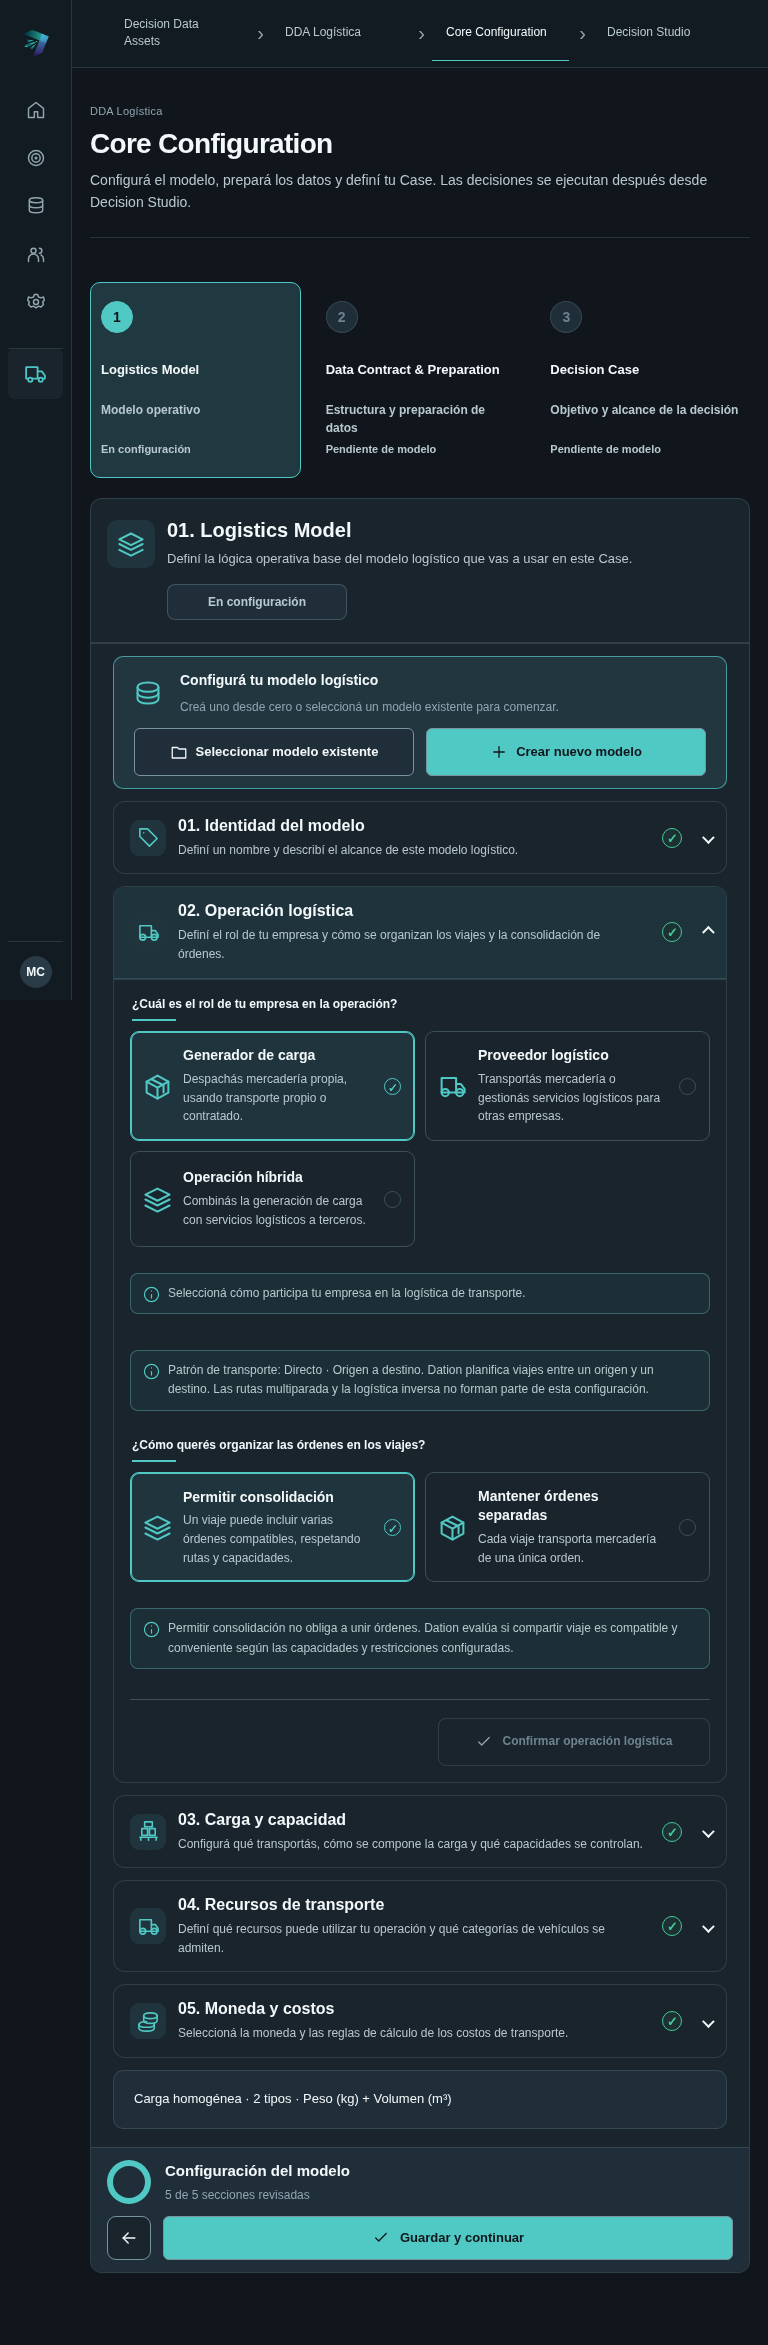 Decision Data
Assets
DDA Logística
Core Configuration
Decision Studio
DDA Logística
Core Configuration
Configurá el modelo, prepará los datos y definí tu Case. Las decisiones se ejecutan después desde
Decision Studio.
1
Logistics Model
Modelo operativo
En configuración
2
Data Contract & Preparation
Estructura y preparación de
datos
Pendiente de modelo
3
Decision Case
Objetivo y alcance de la decisión
Pendiente de modelo
01. Logistics Model
Definí la lógica operativa base del modelo logístico que vas a usar en este Case.
En configuración
Configurá tu modelo logístico
Creá uno desde cero o seleccioná un modelo existente para comenzar.
Seleccionar modelo existente
Crear nuevo modelo
01. Identidad del modelo
Definí un nombre y describí el alcance de este modelo logístico.
02. Operación logística
Definí el rol de tu empresa y cómo se organizan los viajes y la consolidación de
órdenes.
MC
¿Cuál es el rol de tu empresa en la operación?
Generador de carga
Despachás mercadería propia,
usando transporte propio o
contratado.
Proveedor logístico
Transportás mercadería o
gestionás servicios logísticos para
otras empresas.
Operación híbrida
Combinás la generación de carga
con servicios logísticos a terceros.
Seleccioná cómo participa tu empresa en la logística de transporte.
Patrón de transporte: Directo · Origen a destino. Dation planifica viajes entre un origen y un
destino. Las rutas multiparada y la logística inversa no forman parte de esta configuración.
¿Cómo querés organizar las órdenes en los viajes?
Permitir consolidación
Un viaje puede incluir varias
órdenes compatibles, respetando
rutas y capacidades.
Mantener órdenes
separadas
Cada viaje transporta mercadería
de una única orden.
Permitir consolidación no obliga a unir órdenes. Dation evalúa si compartir viaje es compatible y
conveniente según las capacidades y restricciones configuradas.
Confirmar operación logística
03. Carga y capacidad
Configurá qué transportás, cómo se compone la carga y qué capacidades se controlan.
04. Recursos de transporte
Definí qué recursos puede utilizar tu operación y qué categorías de vehículos se
admiten.
05. Moneda y costos
Seleccioná la moneda y las reglas de cálculo de los costos de transporte.
Carga homogénea · 2 tipos · Peso (kg) + Volumen (m³)
Configuración del modelo
5 de 5 secciones revisadas
Guardar y continuar